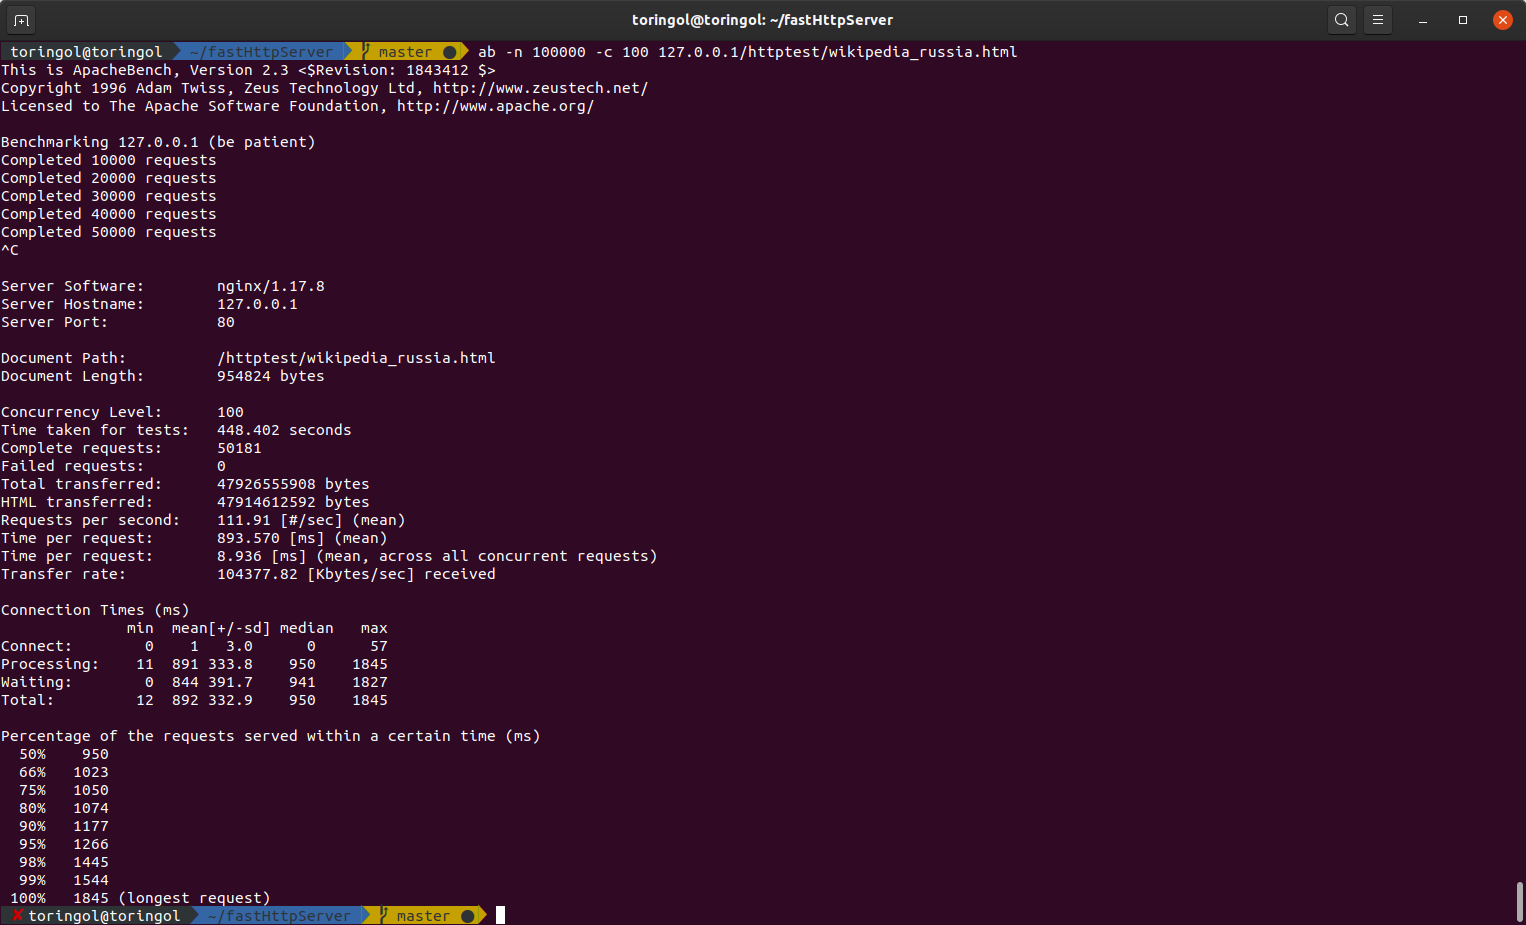 toringol@toringol: ~/fastHttpServer
toringol@toringol ~/fastHttpServer master ● ab -n 100000 -c 100 127.0.0.1/httptest/wikipedia_russia.html
This is ApacheBench, Version 2.3 <$Revision: 1843412 $>
Copyright 1996 Adam Twiss, Zeus Technology Ltd, http://www.zeustech.net/
Licensed to The Apache Software Foundation, http://www.apache.org/

Benchmarking 127.0.0.1 (be patient)
Completed 10000 requests
Completed 20000 requests
Completed 30000 requests
Completed 40000 requests
Completed 50000 requests
^C

Server Software:        nginx/1.17.8
Server Hostname:        127.0.0.1
Server Port:            80

Document Path:          /httptest/wikipedia_russia.html
Document Length:        954824 bytes

Concurrency Level:      100
Time taken for tests:   448.402 seconds
Complete requests:      50181
Failed requests:        0
Total transferred:      47926555908 bytes
HTML transferred:       47914612592 bytes
Requests per second:    111.91 [#/sec] (mean)
Time per request:       893.570 [ms] (mean)
Time per request:       8.936 [ms] (mean, across all concurrent requests)
Transfer rate:          104377.82 [Kbytes/sec] received

Connection Times (ms)
              min  mean[+/-sd] median   max
Connect:        0    1   3.0      0      57
Processing:    11  891 333.8    950    1845
Waiting:        0  844 391.7    941    1827
Total:         12  892 332.9    950    1845

Percentage of the requests served within a certain time (ms)
  50%    950
  66%   1023
  75%   1050
  80%   1074
  90%   1177
  95%   1266
  98%   1445
  99%   1544
 100%   1845 (longest request)
✘ toringol@toringol ~/fastHttpServer master ●